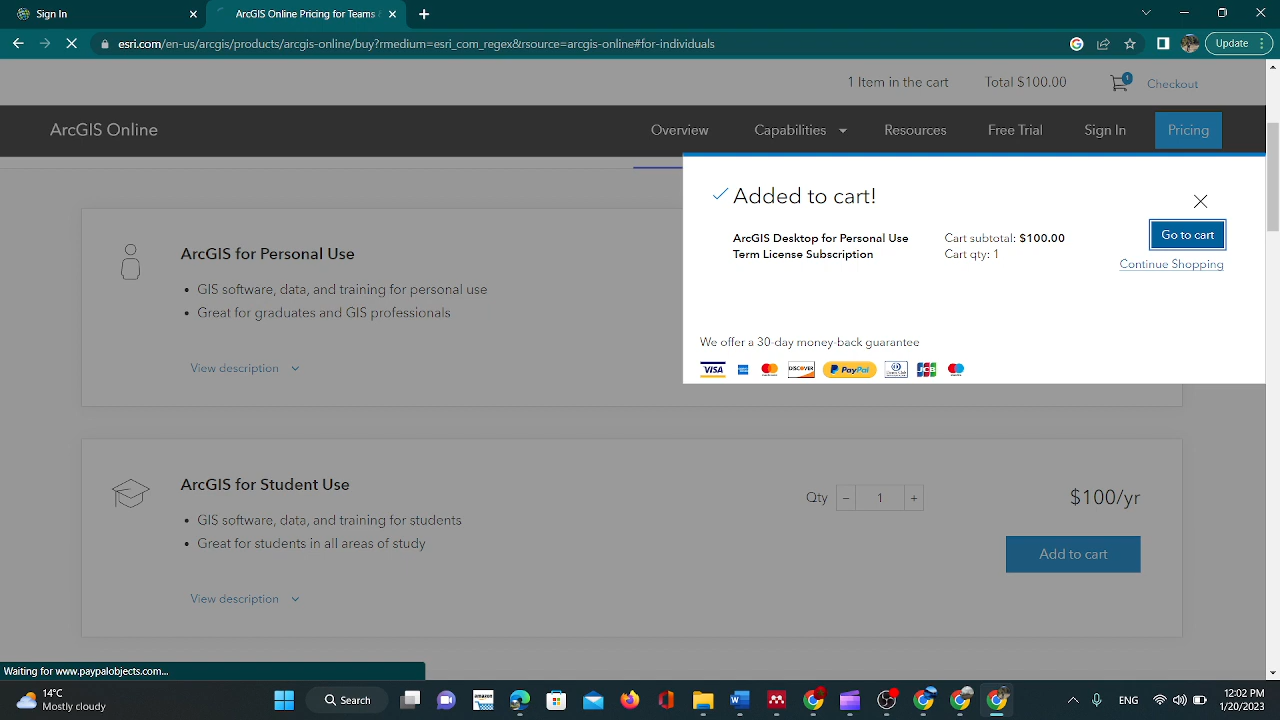 Sign In
ArcGIS Online Pricing for Teams
esri.com/en-us/arcgis/products/arcgis-online/buy?medium=esri_com_regex&rsource=arcgis-online#for-individuals
Update
1 Item in the cart Total $100.00 1 Checkout
ArcGIS Online Overview Capabilities Resources Free Trial Sign In Pricing
Added to cart!
ArcGIS Desktop for Personal Use
Term License Subscription
Cart subtotal: $100.00
Cart qty: 1
Go to cart
Continue Shopping
We offer a 30-day money-back guarantee
VISA DISCOVER PayPal JCB
ArcGIS for Personal Use
GIS software, data, and training for personal use
Great for graduates and GIS professionals
View description
ArcGIS for Student Use
Qty − 1 + $100/yr
GIS software, data, and training for students
Great for students in all areas of study
Add to cart
View description
Waiting for www.paypalobjects.com...
14°C
Mostly cloudy
Search
ENG
12:02 PM
1/20/2023